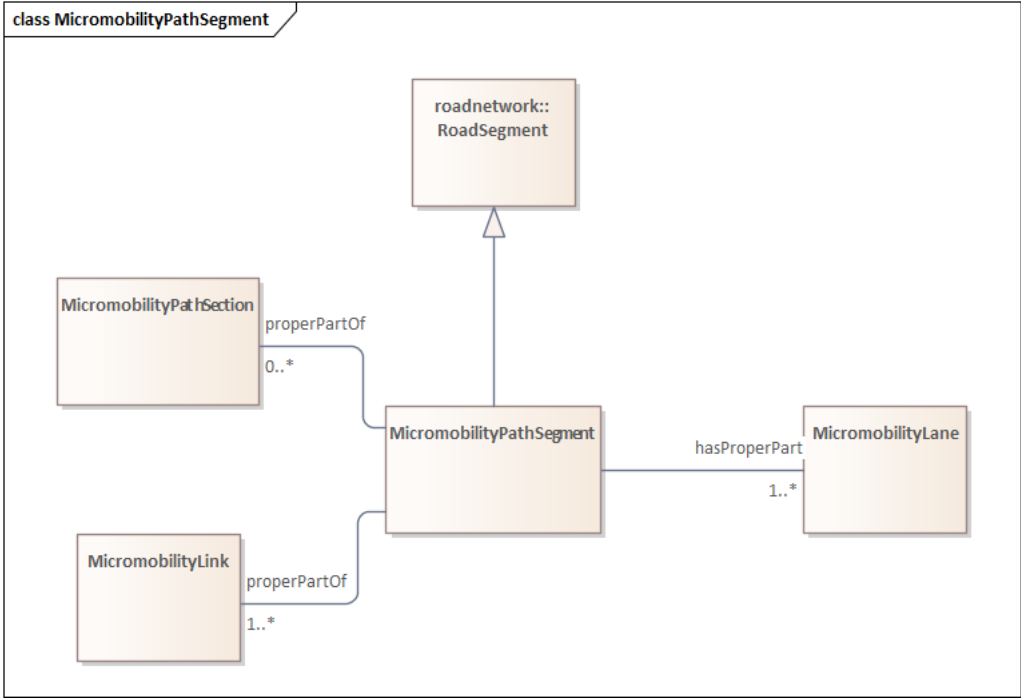 class MicromobilityPathSegment
roadnetwork::
RoadSegment
MicromobilityPathSection
properPartOf
0..*
MicromobilityPathSegment
hasProperPart
1..*
MicromobilityLane
MicromobilityLink
properPartOf
1..*